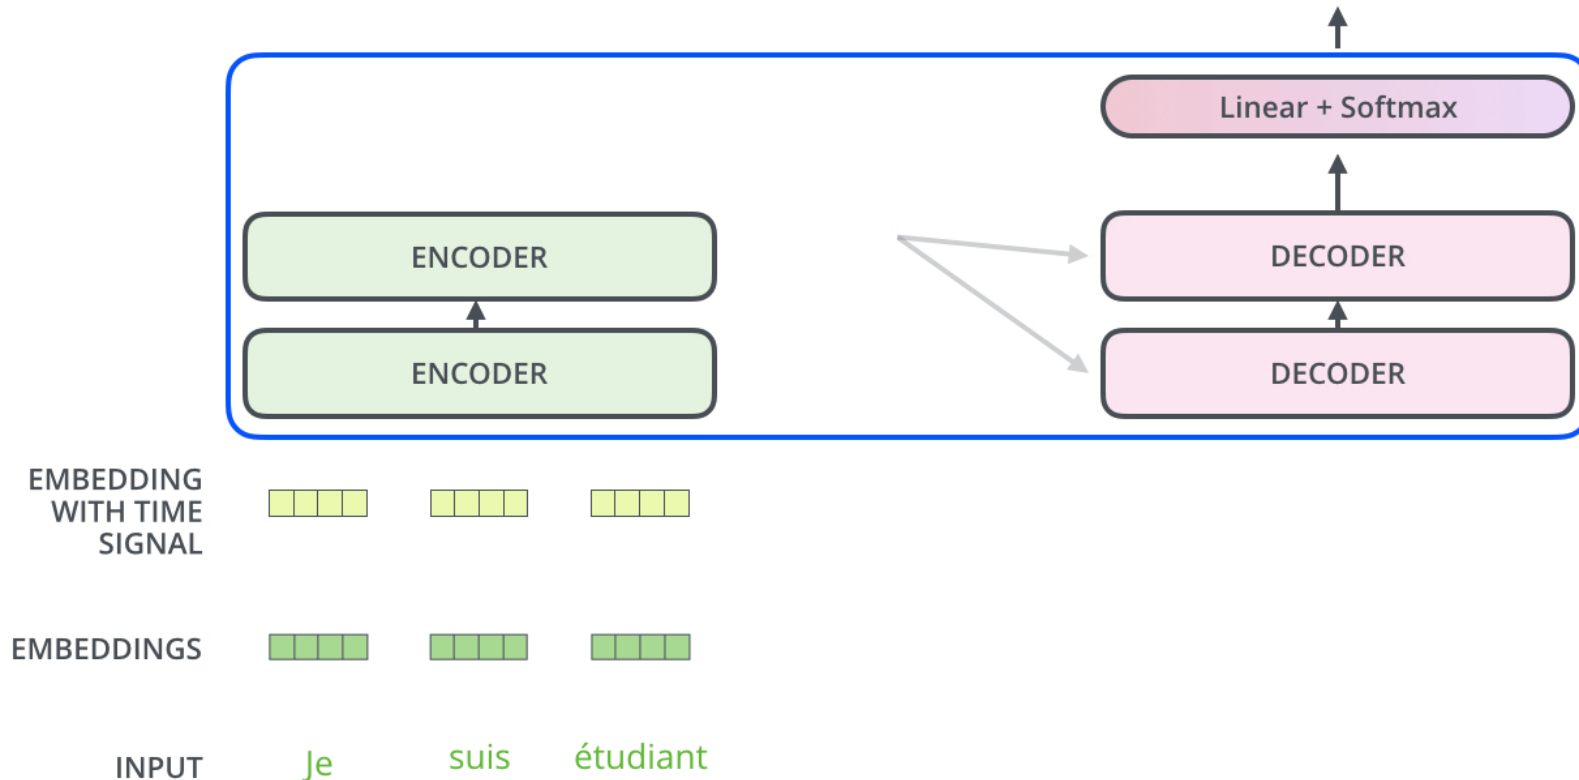 Linear + Softmax
ENCODER
DECODER
ENCODER
DECODER
EMBEDDING
WITH TIME
SIGNAL
EMBEDDINGS
INPUT
Je
suis
étudiant